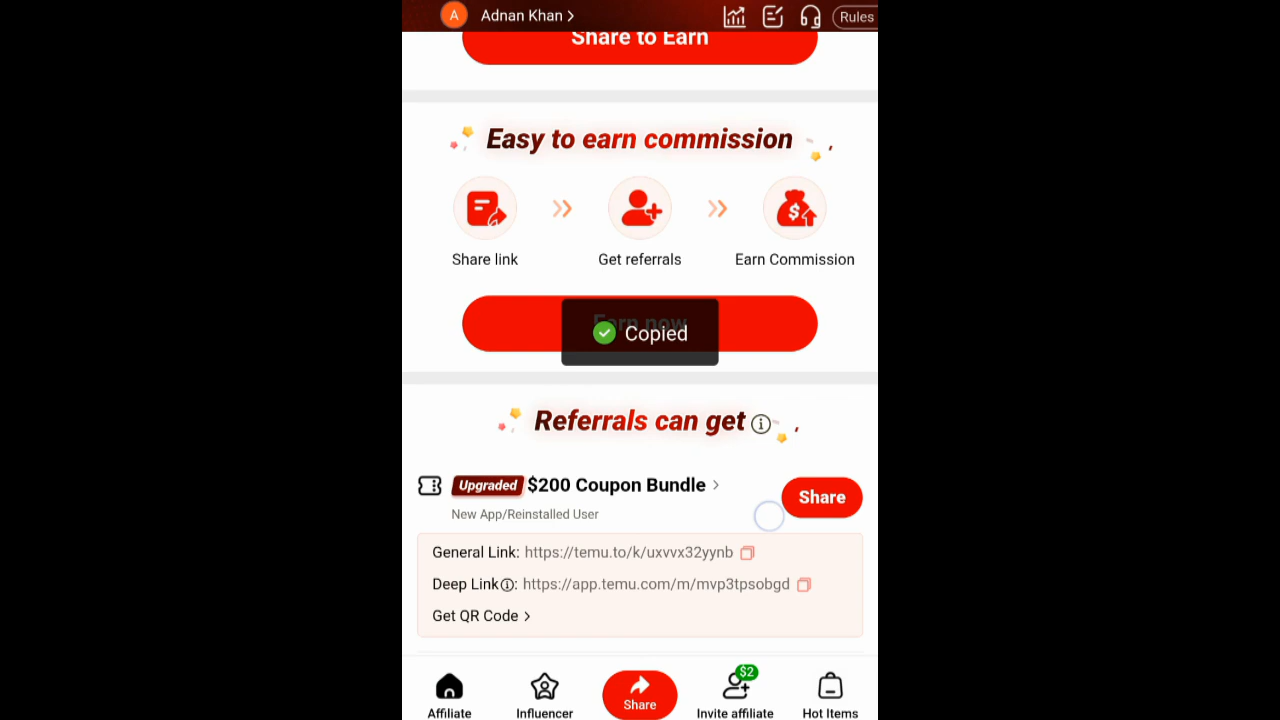 A Adnan Khan Rules
Share to Earn
Easy to earn commission
Share link Get referrals Earn Commission
Earn now
Copied
Referrals can get
Upgraded $200 Coupon Bundle
Share
New App/Reinstalled User
General Link: https://temu.to/k/uxvvx32yynb
Deep Link: https://app.temu.com/m/mvp3tpsobgd
Get QR Code
$2
Affiliate Influencer Share Invite affiliate Hot Items